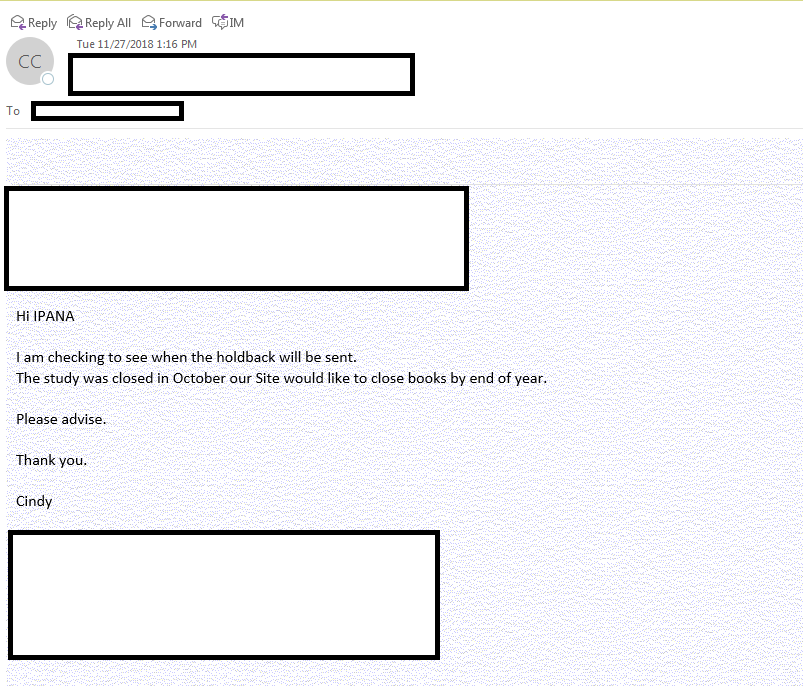 Reply Reply All Forward IM
Tue 11/27/2018 1:16 PM
CC
To
Hi IPANA
I am checking to see when the holdback will be sent.
The study was closed in October our Site would like to close books by end of year.
Please advise.
Thank you.
Cindy